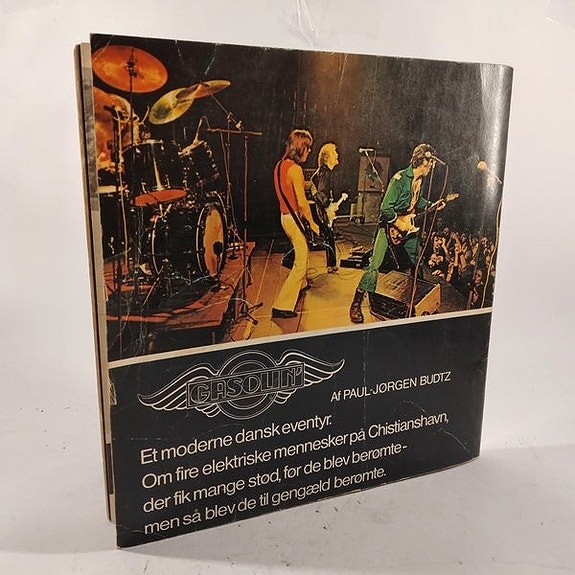 GASOLIN'
Af PAUL-JØRGEN BUDTZ
Et moderne dansk eventyr.
Om fire elektriske mennesker på Chistianshavn,
der fik mange stød, før de blev berømte -
men så blev de til gengæld berømte.